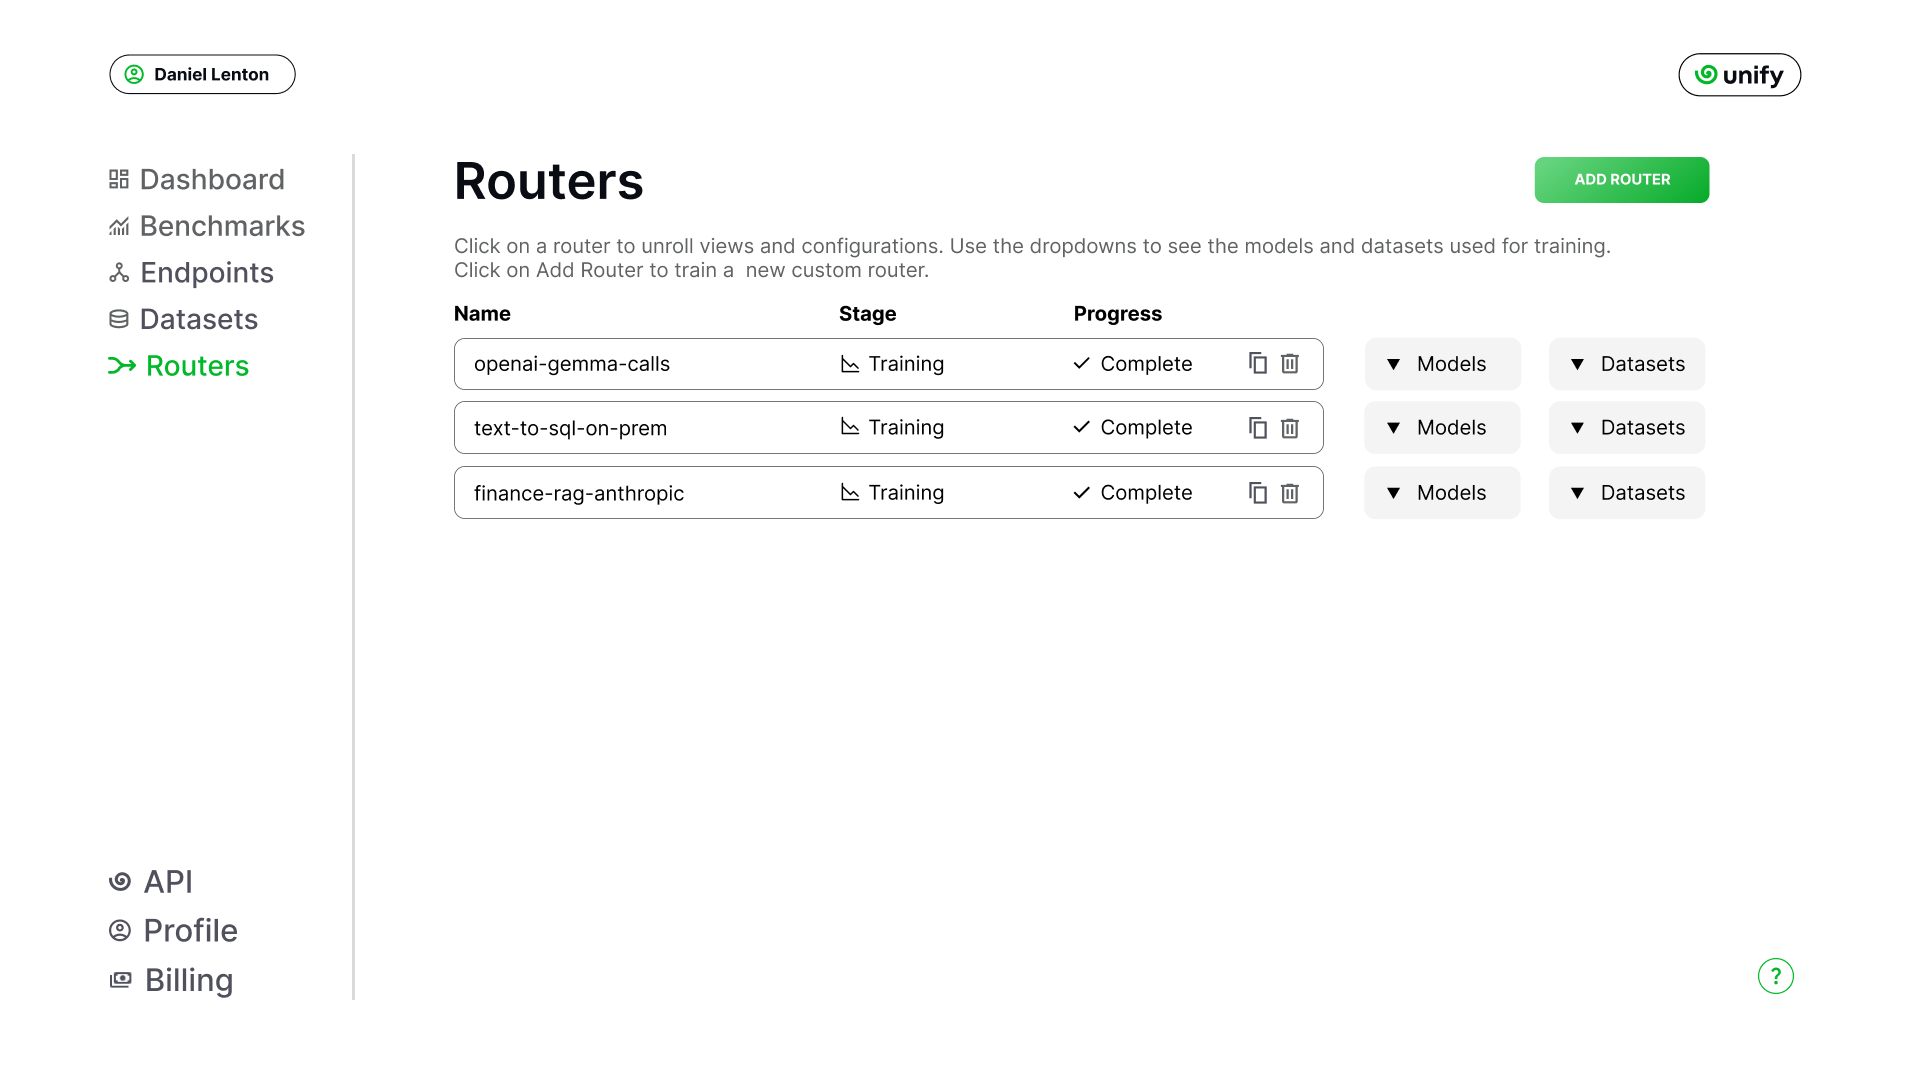 Daniel Lenton
unify
Dashboard
Benchmarks
Endpoints
Datasets
Routers
API
Profile
Billing
Routers
ADD ROUTER
Click on a router to unroll views and configurations. Use the dropdowns to see the models and datasets used for training.
Click on Add Router to train a  new custom router.
Name Stage Progress
openai-gemma-calls Training Complete Models Datasets
text-to-sql-on-prem Training Complete Models Datasets
finance-rag-anthropic Training Complete Models Datasets
?